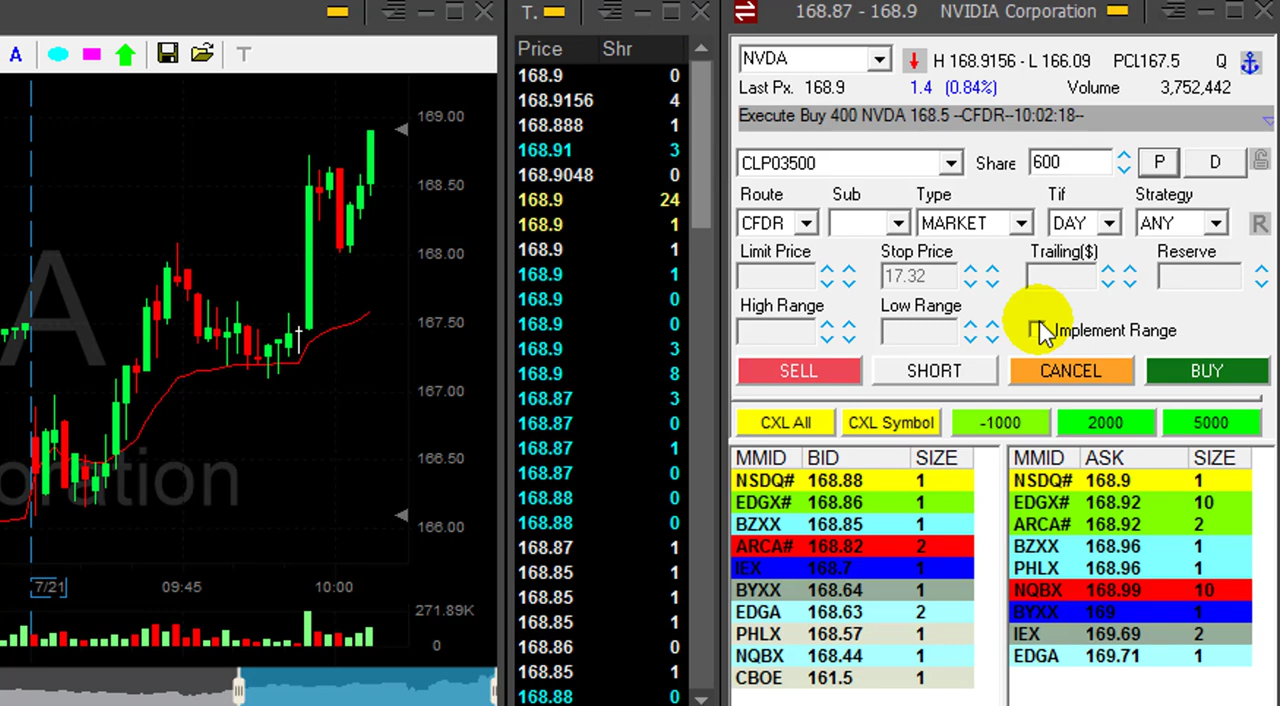 T.
168.87 - 168.9 NVIDIA Corporation
A
T
Price Shr
168.9 0
168.9156 4
168.888 1
168.91 3
168.9048 0
168.9 24
168.9 1
168.9 1
168.9 1
168.9 0
168.9 0
168.9 3
168.9 8
168.87 3
168.87 0
168.87 1
168.87 0
168.88 0
168.88 0
168.87 1
168.85 1
168.85 1
168.85 1
168.86 0
168.85 1
168.88 0
A
oration
169.00
168.50
168.00
167.50
167.00
166.50
166.00
7/21
09:45
10:00
271.89K
0
NVDA
H 168.9156 - L 166.09 PCL167.5 Q
Last Px. 168.9 1.4 (0.84%) Volume 3,752,442
Execute Buy 400 NVDA 168.5 --CFDR--10:02:18--
CLP03500 Share 600 P D
Route Sub Type Tif Strategy
CFDR MARKET DAY ANY R
Limit Price Stop Price Trailing($) Reserve
17.32
High Range Low Range
Implement Range
SELL SHORT CANCEL BUY
CXL All CXL Symbol -1000 2000 5000
MMID BID SIZE
NSDQ# 168.88 1
EDGX# 168.86 1
BZXX 168.85 1
ARCA# 168.82 2
IEX 168.7 1
BYXX 168.64 1
EDGA 168.63 2
PHLX 168.57 1
NQBX 168.44 1
CBOE 161.5 1
MMID ASK SIZE
NSDQ# 168.9 1
EDGX# 168.92 10
ARCA# 168.92 2
BZXX 168.96 1
PHLX 168.96 1
NQBX 168.99 10
BYXX 169 1
IEX 169.69 2
EDGA 169.71 1